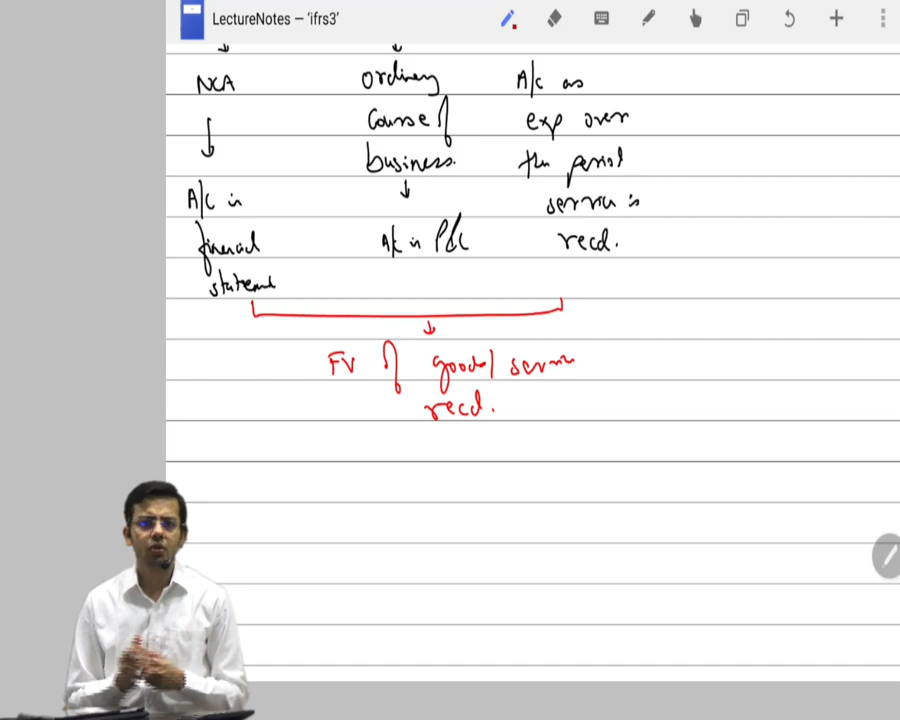 LectureNotes – 'ifrs3'
NCA
↓
A/C in
financial
statement
ordinary
course of
business.
↓
A/C in P&L
A/C as
exp over
the period
service is
recd.
FV of goods/service
recd.